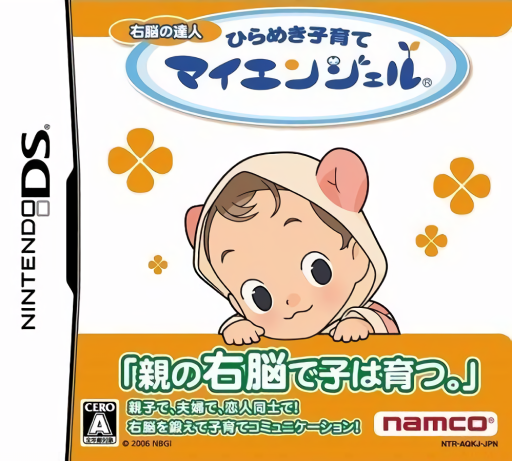 右脳の達人
ひらめき子育て
マイエンジェル®
NINTENDO DS®
「親の右脳で子は育つ。」
親子で、夫婦で、恋人同士で!
右脳を鍛えて子育てコミュニケーション!
CERO
A
全年齢対象
© 2006 NBGI
namco®
NTR-AQKJ-JPN